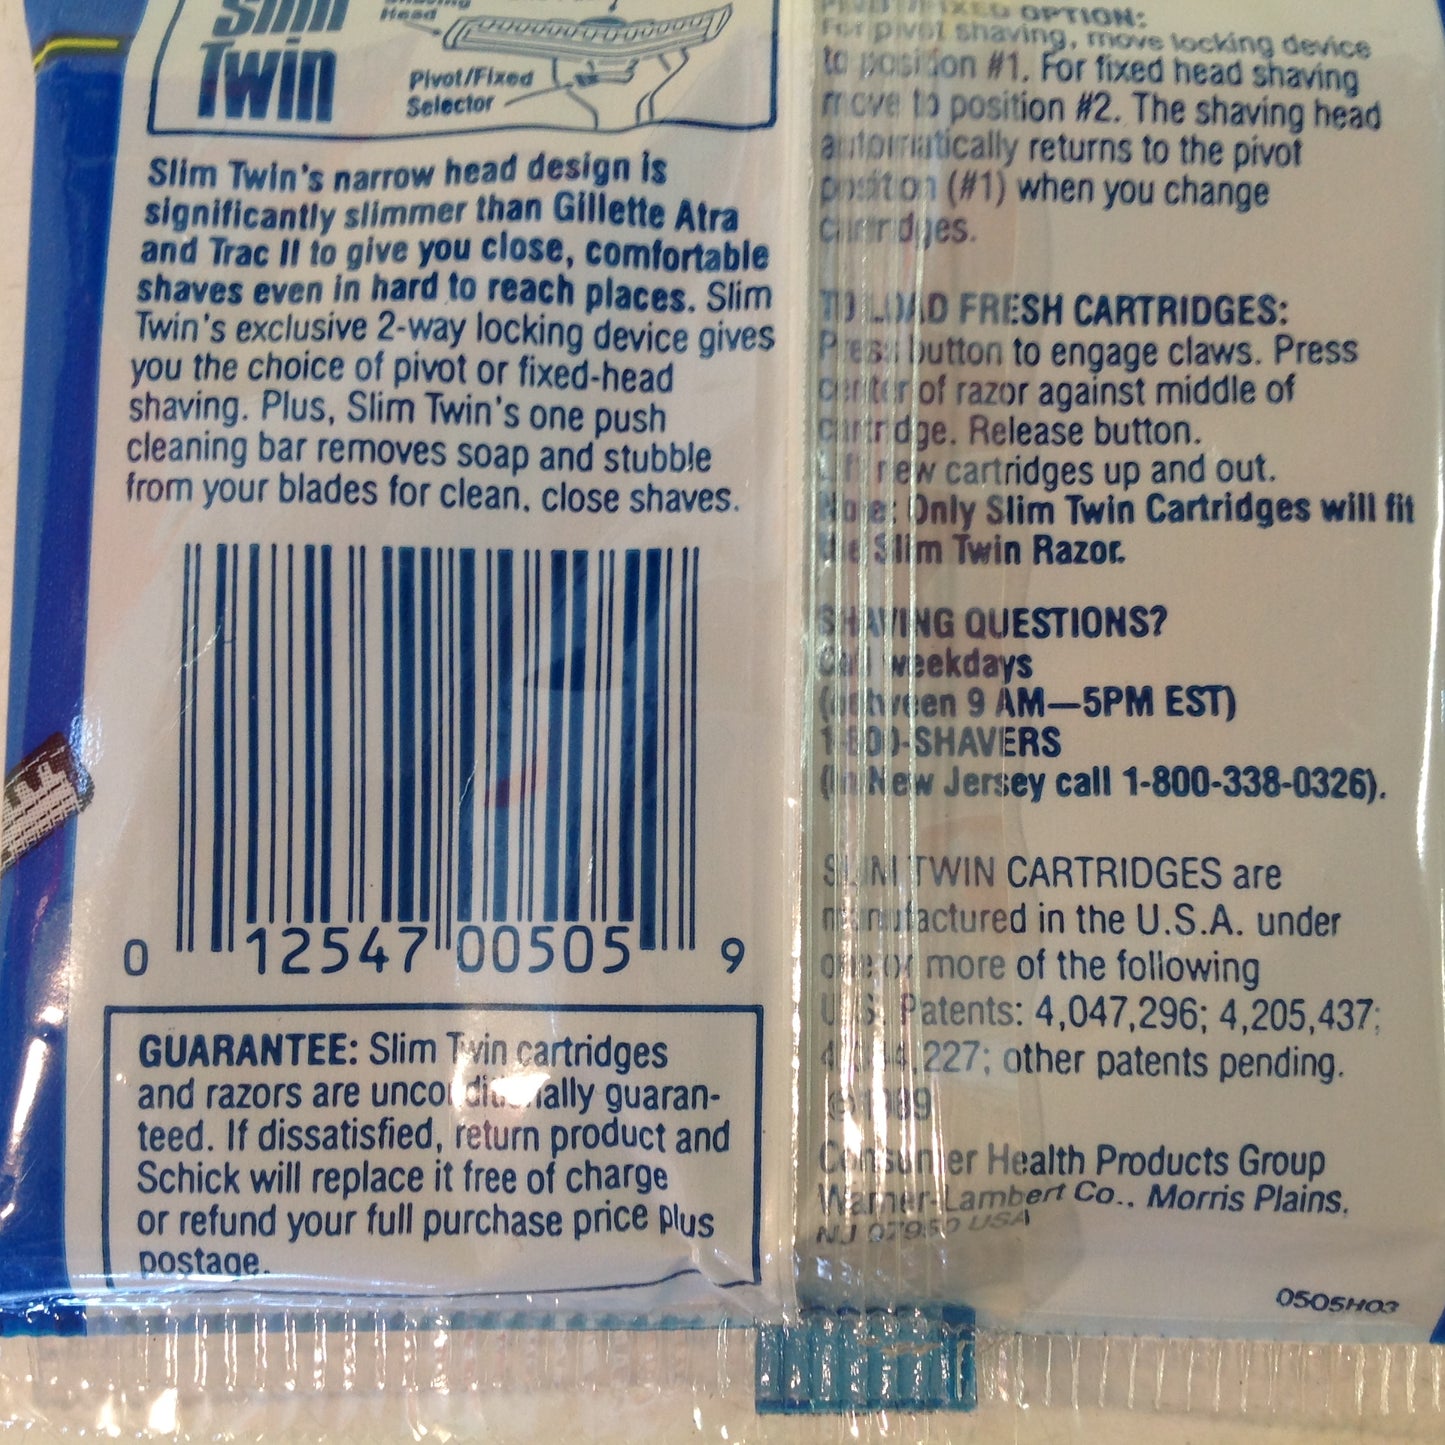 Slim
Twin
Shaving
Head
Pivot/Fixed
Selector
Slim Twin's narrow head design is
significantly slimmer than Gillette Atra
and Trac II to give you close, comfortable
shaves even in hard to reach places. Slim
Twin's exclusive 2-way locking device gives
you the choice of pivot or fixed-head
shaving. Plus, Slim Twin's one push
cleaning bar removes soap and stubble
from your blades for clean, close shaves.
0 12547 00505 9
GUARANTEE: Slim Twin cartridges
and razors are unconditionally guaran-
teed. If dissatisfied, return product and
Schick will replace it free of charge
or refund your full purchase price plus
postage.
PIVOT/FIXED OPTION:
For pivot shaving, move locking device
to position #1. For fixed head shaving
move to position #2. The shaving head
automatically returns to the pivot
position (#1) when you change
cartridges.
TO LOAD FRESH CARTRIDGES:
Press button to engage claws. Press
center of razor against middle of
cartridge. Release button.
Lift new cartridges up and out.
Note: Only Slim Twin Cartridges will fit
the Slim Twin Razor.
SHAVING QUESTIONS?
Call weekdays
(between 9 AM—5PM EST)
1-800-SHAVERS
(In New Jersey call 1-800-338-0326).
SLIM TWIN CARTRIDGES are
manufactured in the U.S.A. under
one or more of the following
U.S. Patents: 4,047,296; 4,205,437;
other patents pending.
©1989
Consumer Health Products Group
Warner-Lambert Co., Morris Plains,
NJ 07950 USA
0505H03